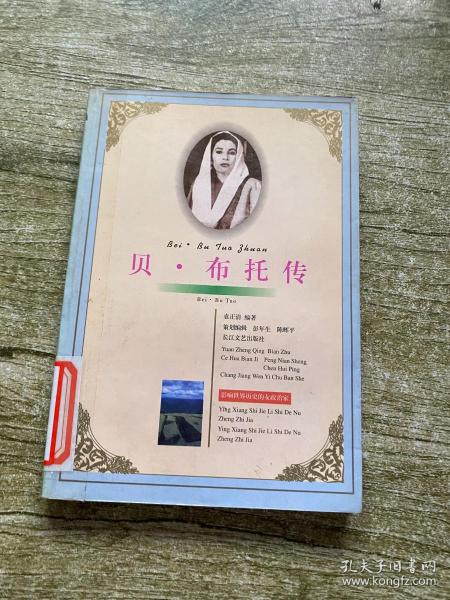 Bei · Bu Tuo Zhuan
贝·布托传
Bei · Bu Tuo
袁正清 编著
策划编辑 彭年生 陈辉平
长江文艺出版社
Yuan Zheng Qing Bian Zhu
Ce Hua Bian Ji Peng Nian Sheng
Chen Hui Ping
Chang Jiang Wen Yi Chu Ban She
影响世界历史的女政治家
Ying Xiang Shi Jie Li Shi De Nu
Zheng Zhi Jia
Ying Xiang Shi Jie Li Shi De Nu
Zheng Zhi Jia
孔夫子旧书网
www.kongfz.com